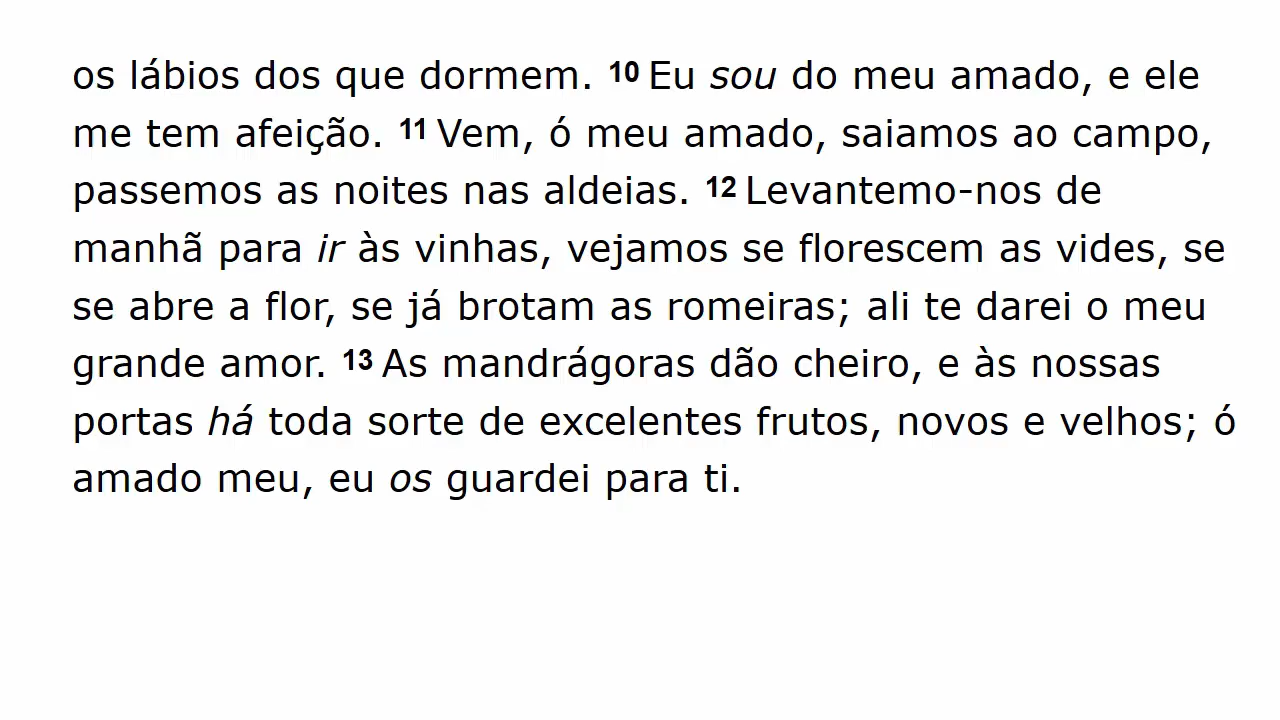 os lábios dos que dormem. 10 Eu sou do meu amado, e ele
me tem afeição. 11 Vem, ó meu amado, saiamos ao campo,
passemos as noites nas aldeias. 12 Levantemo-nos de
manhã para ir às vinhas, vejamos se florescem as vides, se
se abre a flor, se já brotam as romeiras; ali te darei o meu
grande amor. 13 As mandrágoras dão cheiro, e às nossas
portas há toda sorte de excelentes frutos, novos e velhos; ó
amado meu, eu os guardei para ti.